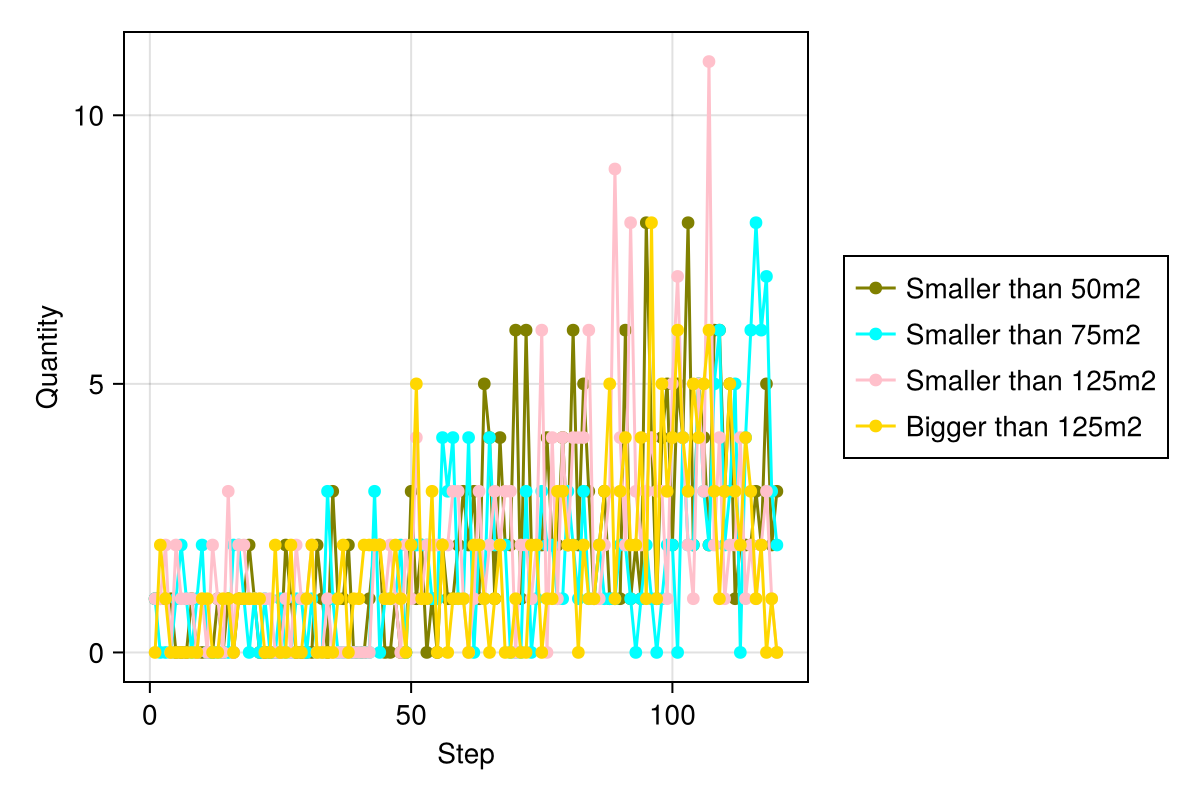 10
5
0
Quantity
0
50
100
Step
Smaller than 50m2
Smaller than 75m2
Smaller than 125m2
Bigger than 125m2